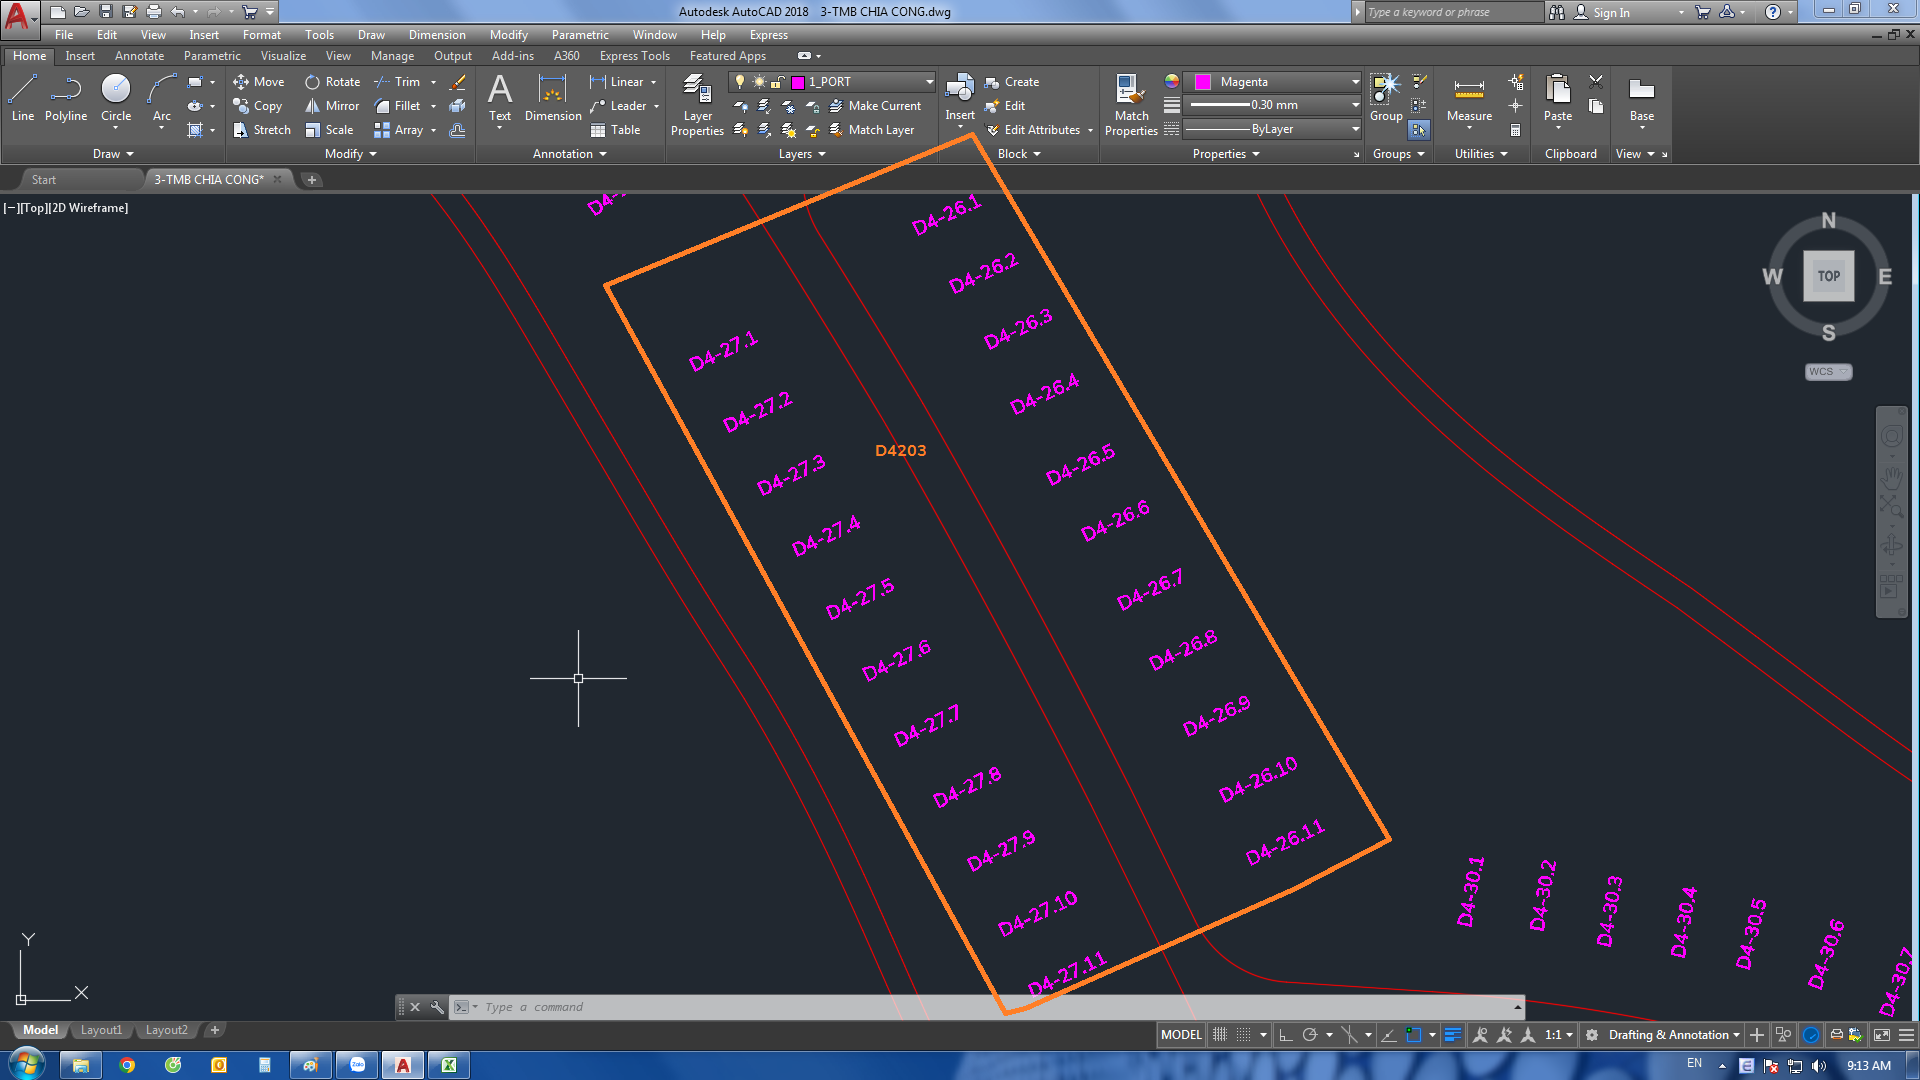 Autodesk AutoCAD 2018 3-TMB CHIA CONG.dwg
Type a keyword or phrase
Sign In
File Edit View Insert Format Tools Draw Dimension Modify Parametric Window Help Express
Home Insert Annotate Parametric Visualize View Manage Output Add-ins A360 Express Tools Featured Apps
Line
Polyline
Circle
Arc
Draw
Move Rotate Trim
Copy Mirror Fillet
Stretch Scale Array
Modify
Text
Dimension
Linear
Leader
Table
Annotation
Layer
Properties
1_PORT
Make Current
Match Layer
Layers
Insert
Create
Edit
Edit Attributes
Block
Match
Properties
Magenta
0.30 mm
ByLayer
Properties
Group
Groups
Measure
Utilities
Paste
Clipboard
Base
View
Start
3-TMB CHIA CONG*
[−][Top][2D Wireframe]
N
W
TOP
E
S
WCS
D4-26.1
D4-26.2
D4-26.3
D4-26.4
D4-26.5
D4-26.6
D4-26.7
D4-26.8
D4-26.9
D4-26.10
D4-26.11
D4203
D4-27.1
D4-27.2
D4-27.3
D4-27.4
D4-27.5
D4-27.6
D4-27.7
D4-27.8
D4-27.9
D4-27.10
D4-27.11
D4-30.1
D4-30.2
D4-30.3
D4-30.4
D4-30.5
D4-30.6
D4-30.7
Y
X
Type a command
Model Layout1 Layout2
MODEL
1:1
Drafting & Annotation
Zalo
EN
9:13 AM